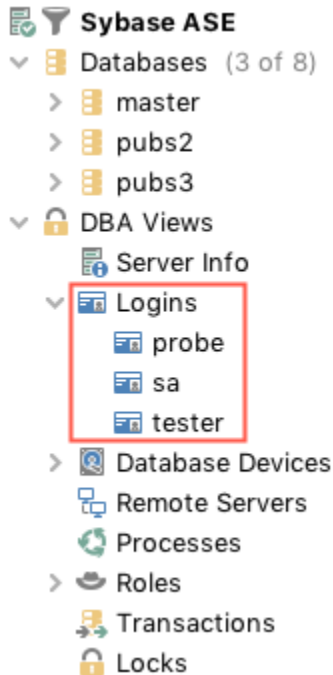 Sybase ASE
Databases (3 of 8)
master
pubs2
pubs3
DBA Views
Server Info
Logins
probe
sa
tester
Database Devices
Remote Servers
Processes
Roles
Transactions
Locks